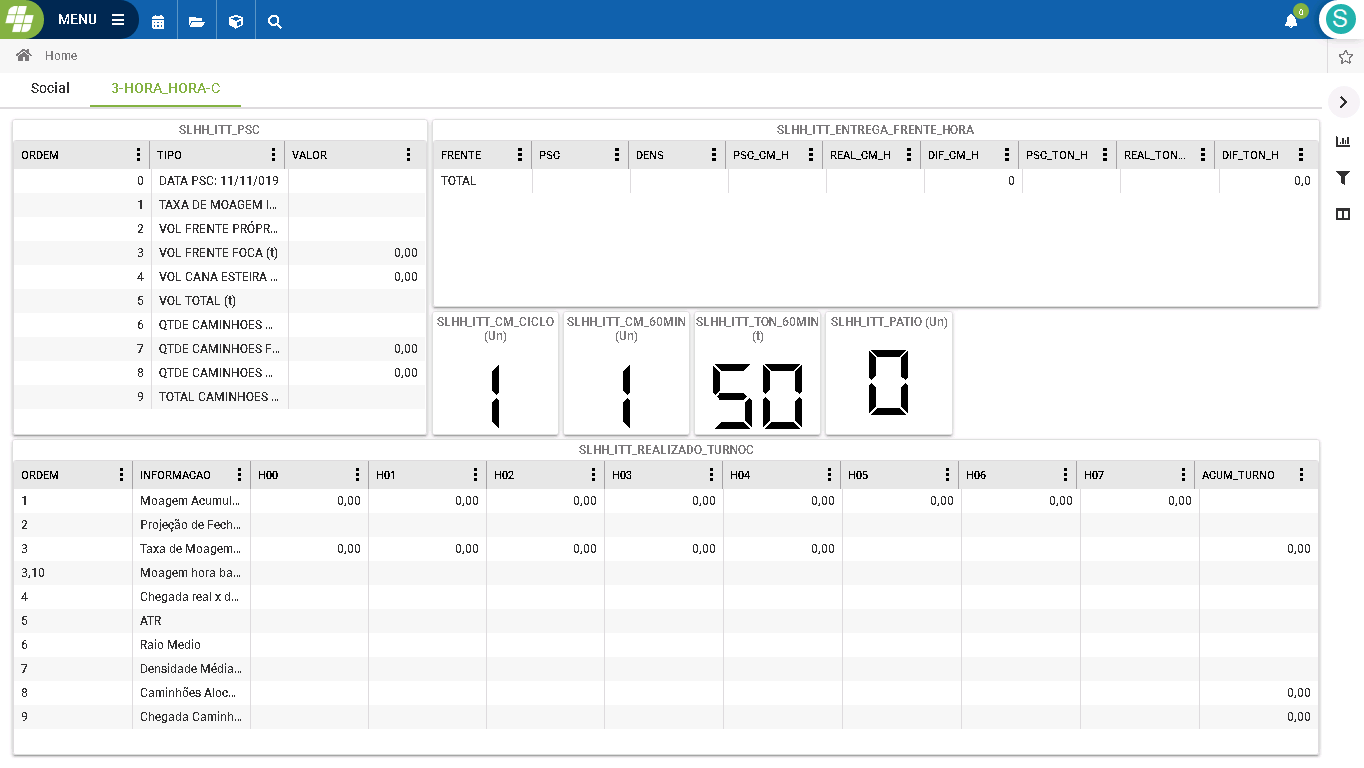 MENU
0
S
Home
Social 3-HORA_HORA-C
SLHH_ITT_PSC
ORDEM TIPO VALOR
0 DATA PSC: 11/11/019
1 TAXA DE MOAGEM I...
2 VOL FRENTE PRÓPR...
3 VOL FRENTE FOCA (t) 0,00
4 VOL CANA ESTEIRA ... 0,00
5 VOL TOTAL (t)
6 QTDE CAMINHOES ...
7 QTDE CAMINHOES F... 0,00
8 QTDE CAMINHOES ... 0,00
9 TOTAL CAMINHOES ...
SLHH_ITT_ENTREGA_FRENTE_HORA
FRENTE PSC DENS PSC_CM_H REAL_CM_H DIF_CM_H PSC_TON_H REAL_TON... DIF_TON_H
TOTAL 0 0,0
SLHH_ITT_CM_CICLO
(Un)
1
SLHH_ITT_CM_60MIN
(Un)
1
SLHH_ITT_TON_60MIN
(t)
50
SLHH_ITT_PATIO (Un)
0
SLHH_ITT_REALIZADO_TURNOC
ORDEM INFORMACAO H00 H01 H02 H03 H04 H05 H06 H07 ACUM_TURNO
1 Moagem Acumul... 0,00 0,00 0,00 0,00 0,00 0,00 0,00 0,00
2 Projeção de Fech...
3 Taxa de Moagem... 0,00 0,00 0,00 0,00 0,00 0,00
3,10 Moagem hora ba...
4 Chegada real x d...
5 ATR
6 Raio Medio
7 Densidade Média...
8 Caminhões Aloc... 0,00
9 Chegada Caminh... 0,00